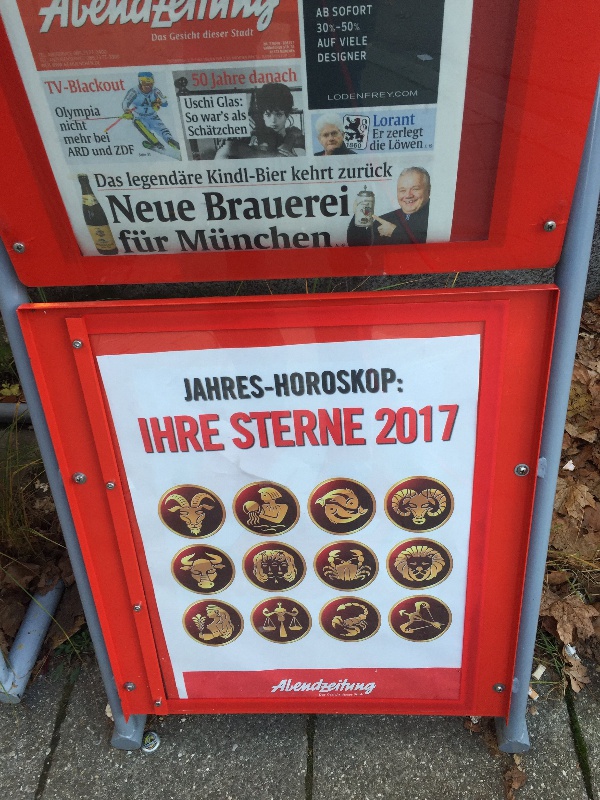 Abendzeitung
Das Gesicht dieser Stadt
AB SOFORT
30%-50%
AUF VIELE
DESIGNER
LODENFREY.COM
TV-Blackout
Olympia
nicht
mehr bei
ARD und ZDF
50 Jahre danach
Uschi Glas:
So war's als
Schätzchen
1860
Lorant
Er zerlegt
die Löwen
Das legendäre Kindl-Bier kehrt zurück
Neue Brauerei
für München
JAHRES-HOROSKOP:
IHRE STERNE 2017
Abendzeitung